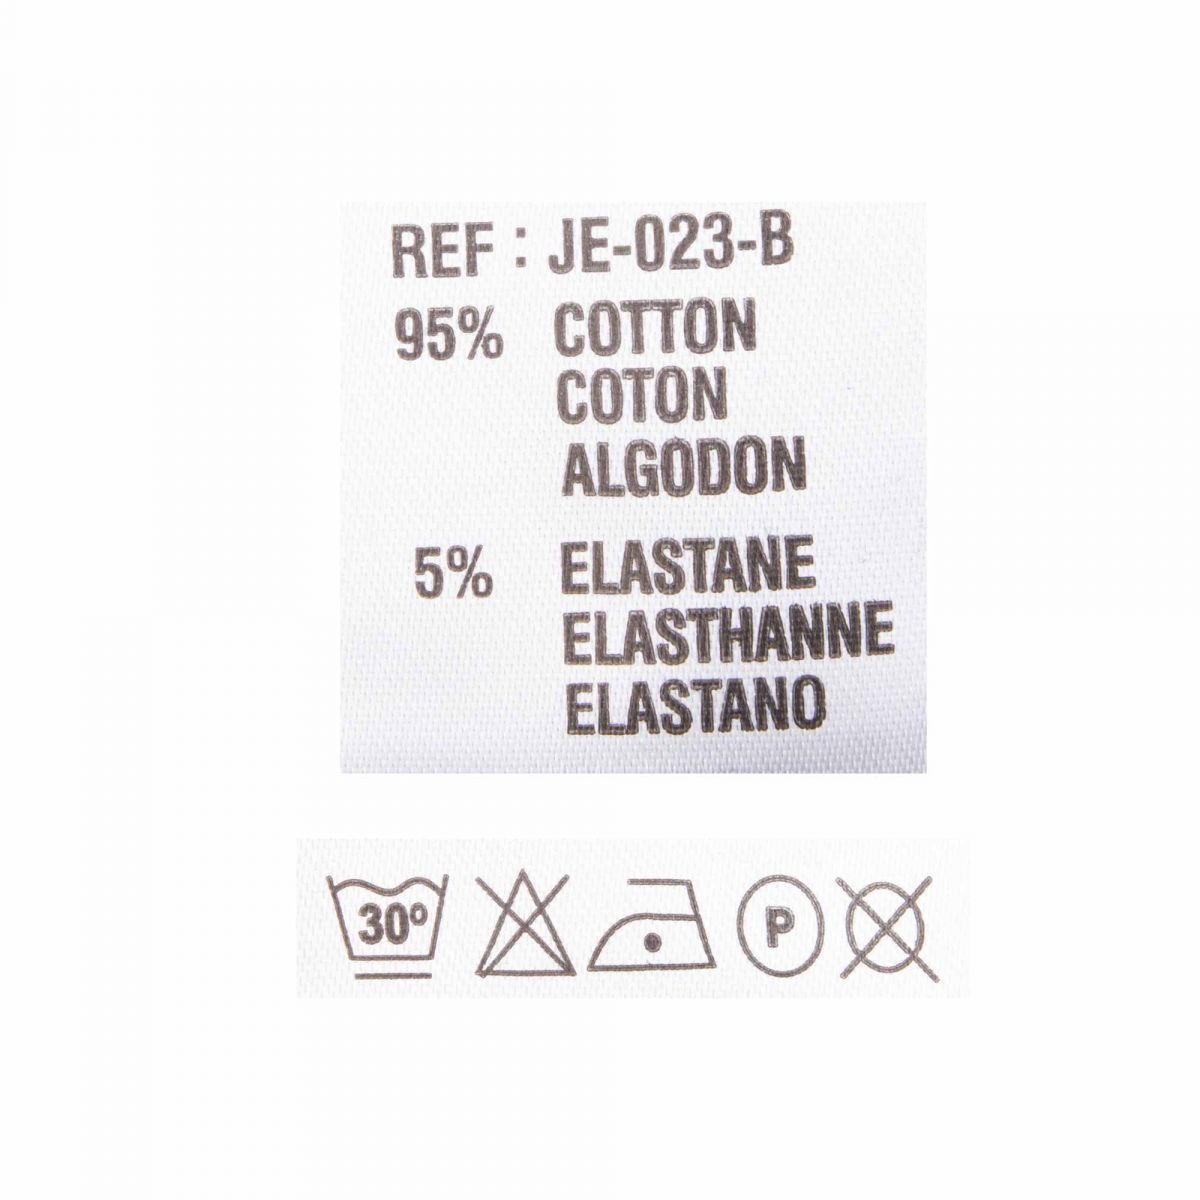 REF : JE-023-B
95% COTTON
COTON
ALGODON
5% ELASTANE
ELASTHANNE
ELASTANO
30° P